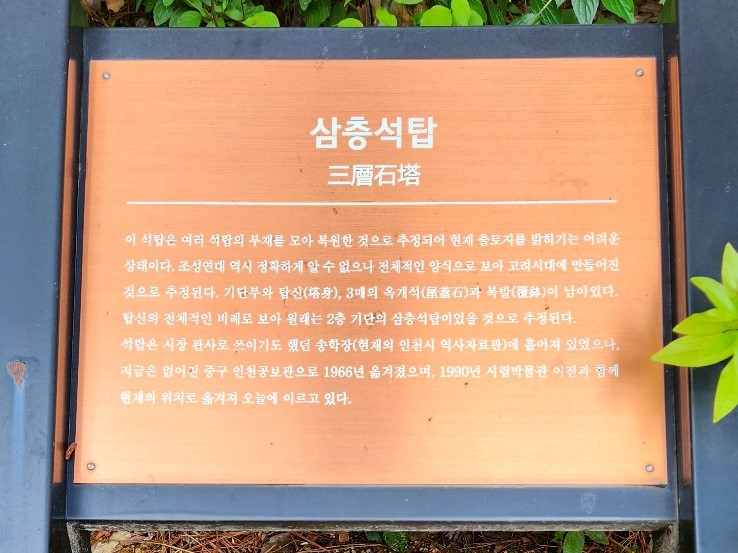 삼층석탑
三層石塔
이 석탑은 여러 석탑의 부재를 모아 복원한 것으로 추정되어 현재 출토지를 밝히기는 어려운
상태이다. 조성연대 역시 정확하게 알 수 없으나 전체적인 양식으로 보아 고려시대에 만들어진
것으로 추정된다. 기단부와 탑신(塔身), 3매의 옥개석(屋蓋石)과 복발(覆鉢)이 남아있다.
탑신의 전체적인 비례로 보아 원래는 2층 기단의 삼층석탑이었을 것으로 추정된다.
석탑은 시장 관사로 쓰이기도 했던 송학장(현재의 인천시 역사자료관)에 흩어져 있었으나,
지금은 없어진 중구 인천공보관으로 1966년 옮겨졌으며, 1990년 시립박물관 이전과 함께
현재의 위치로 옮겨져 오늘에 이르고 있다.